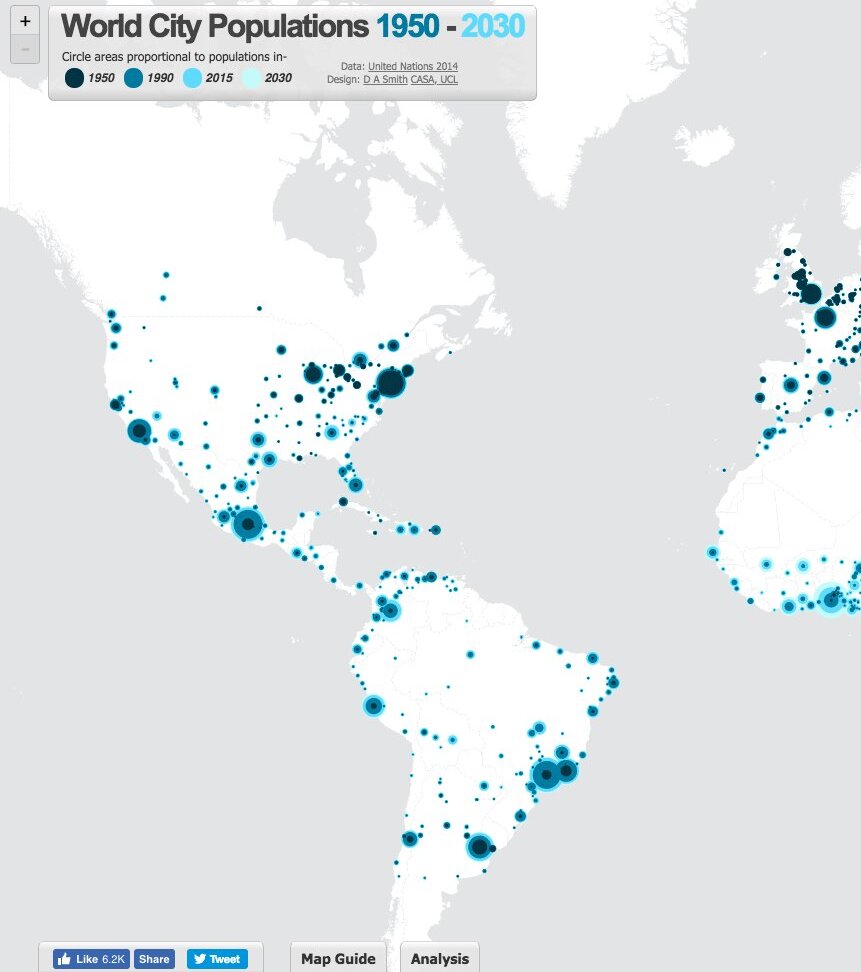 +
World City Populations 1950 - 2030
–
Circle areas proportional to populations in-
1950 1990 2015 2030
Data: United Nations 2014
Design: D A Smith CASA, UCL
Like 6.2K Share Tweet
Map Guide
Analysis